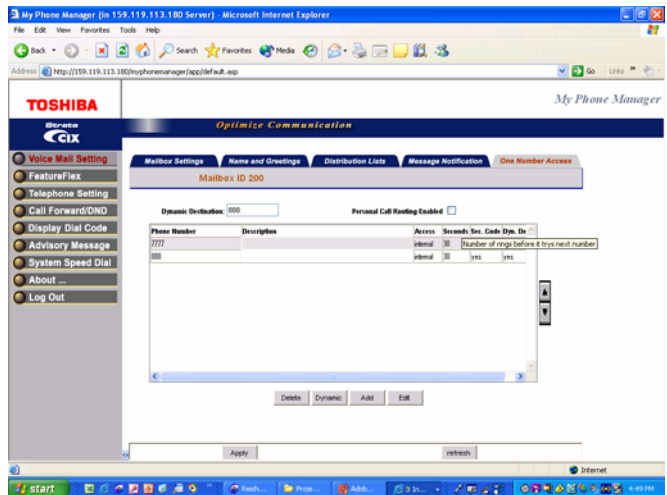 My Phone Manager (in 159.119.113.180 Server) - Microsoft Internet Explorer
File Edit View Favorites Tools Help
Back Search Favorites Media
Address http://159.119.113.180/myphonemanager/app/default.asp Go Links »
TOSHIBA
My Phone Manager
Strata
CIX
Optimize Communication
Voice Mail Setting
FeatureFlex
Telephone Setting
Call Forward/DND
Display Dial Code
Advisory Message
System Speed Dial
About ...
Log Out
Mailbox Settings Name and Greetings Distribution Lists Message Notification One Number Access
Mailbox ID 200
Dynamic Destination: 888 Personal Call Routing Enabled
Phone Number Description Access Seconds Sec. Code Dyn. De
7777 internal 30 Number of rings before it trys next number
888 internal 30 yes yes
Delete Dynamic Add Edit
Apply refresh
Internet
start Reish... Proje... Addi... 3 In... 4:49 PM